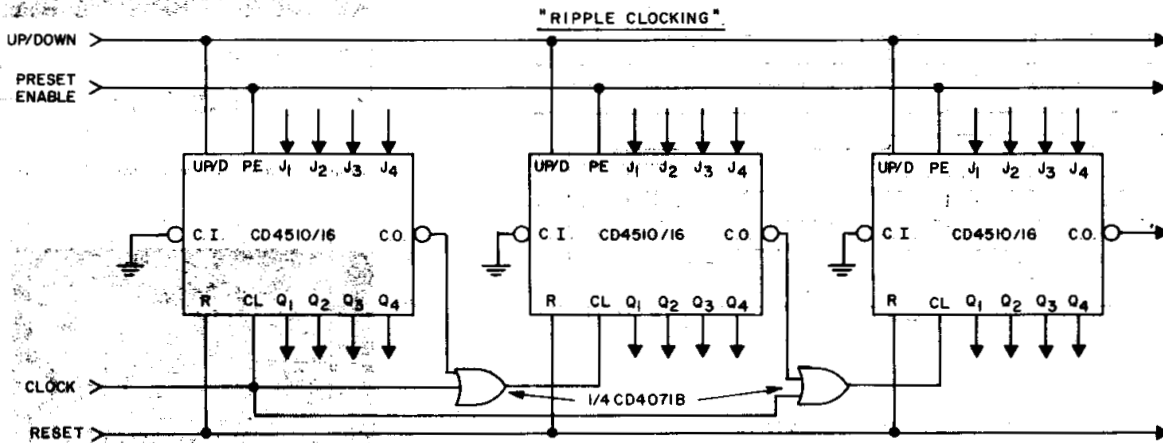 "RIPPLE CLOCKING".
UP/DOWN
PRESET
ENABLE
UP/D PE J1 J2 J3 J4
UP/D PE J1 J2 J3 J4
UP/D PE J1 J2 J3 J4
C.I. CD4510/16 C.O.
C.I. CD4510/16 C.O.
C.I. CD4510/16 C.O.
R CL Q1 Q2 Q3 Q4
R CL Q1 Q2 Q3 Q4
R CL Q1 Q2 Q3 Q4
CLOCK
1/4 CD4071B
RESET